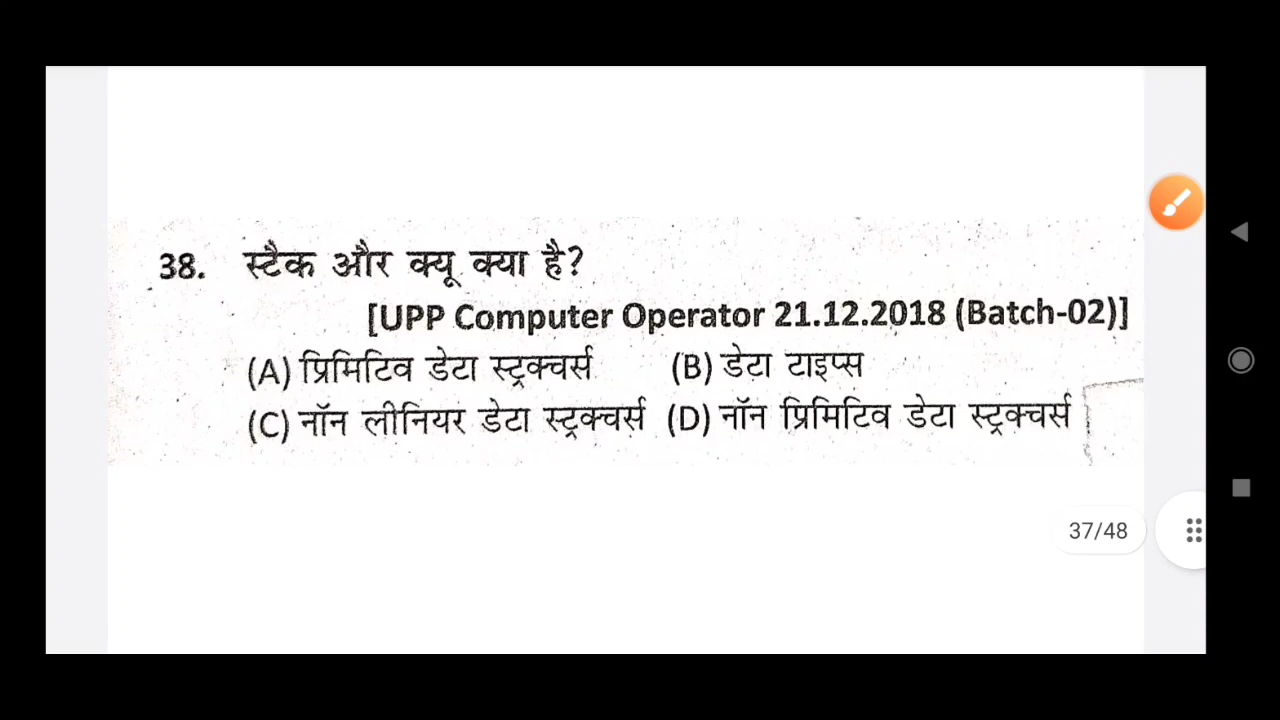 38. स्टैक और क्यू क्या है?
[UPP Computer Operator 21.12.2018 (Batch-02)]
(A) प्रिमिटिव डेटा स्ट्रक्चर्स (B) डेटा टाइप्स
(C) नॉन लीनियर डेटा स्ट्रक्चर्स (D) नॉन प्रिमिटिव डेटा स्ट्रक्चर्स
37/48